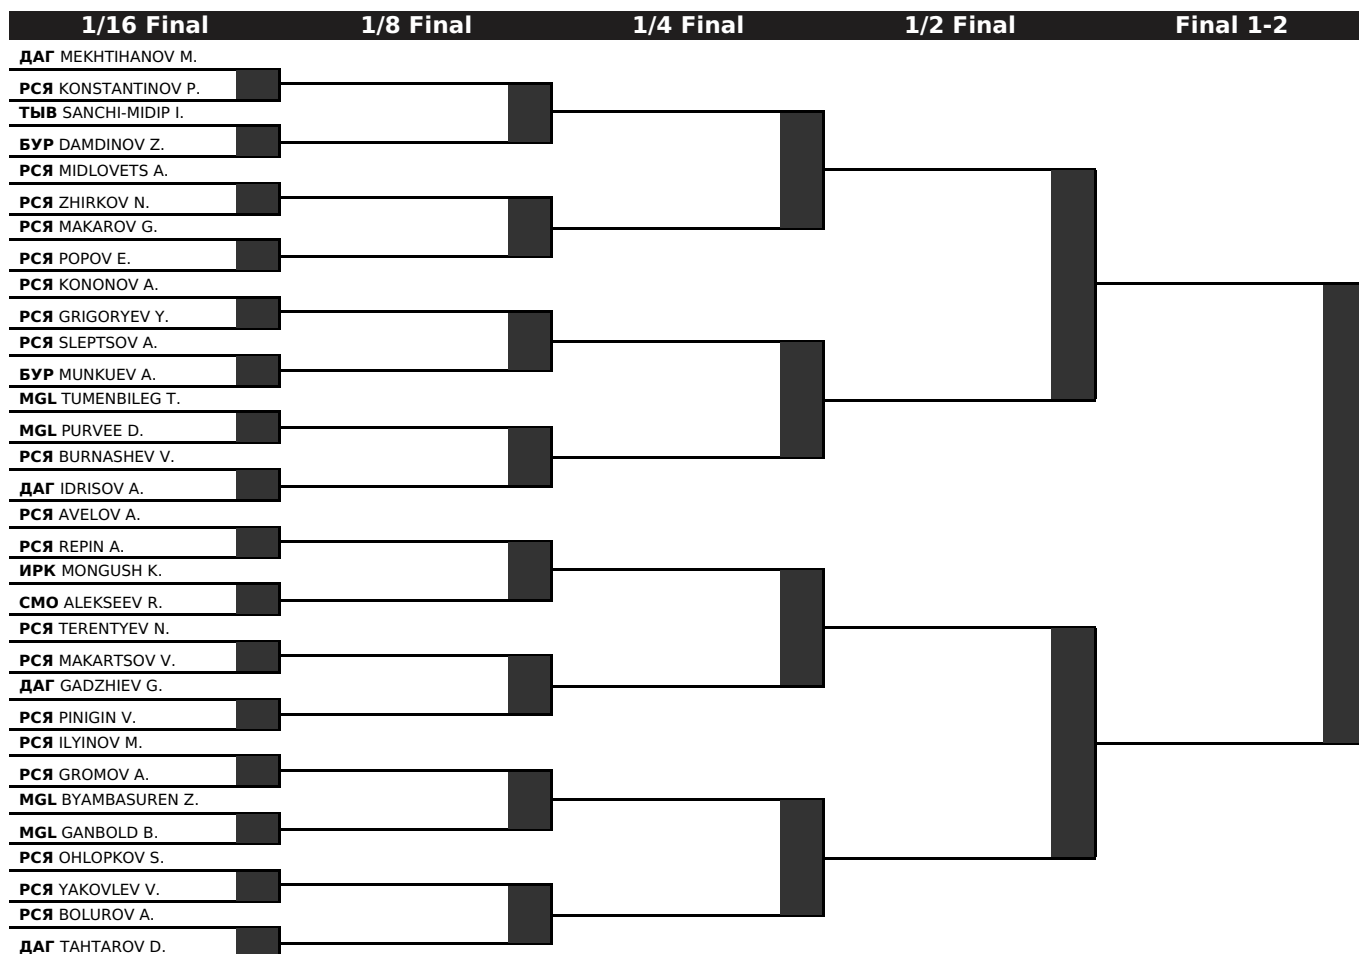 1/16 Final 1/8 Final 1/4 Final 1/2 Final Final 1-2
ДАГ MEKHTIHANOV M.
РСЯ KONSTANTINOV P.
ТЫВ SANCHI-MIDIP I.
БУР DAMDINOV Z.
РСЯ MIDLOVETS A.
РСЯ ZHIRKOV N.
РСЯ MAKAROV G.
РСЯ POPOV E.
РСЯ KONONOV A.
РСЯ GRIGORYEV Y.
РСЯ SLEPTSOV A.
БУР MUNKUEV A.
MGL TUMENBILEG T.
MGL PURVEE D.
РСЯ BURNASHEV V.
ДАГ IDRISOV A.
РСЯ AVELOV A.
РСЯ REPIN A.
ИРК MONGUSH K.
СМО ALEKSEEV R.
РСЯ TERENTYEV N.
РСЯ MAKARTSOV V.
ДАГ GADZHIEV G.
РСЯ PINIGIN V.
РСЯ ILYINOV M.
РСЯ GROMOV A.
MGL BYAMBASUREN Z.
MGL GANBOLD B.
РСЯ OHLOPKOV S.
РСЯ YAKOVLEV V.
РСЯ BOLUROV A.
ДАГ TAHTAROV D.